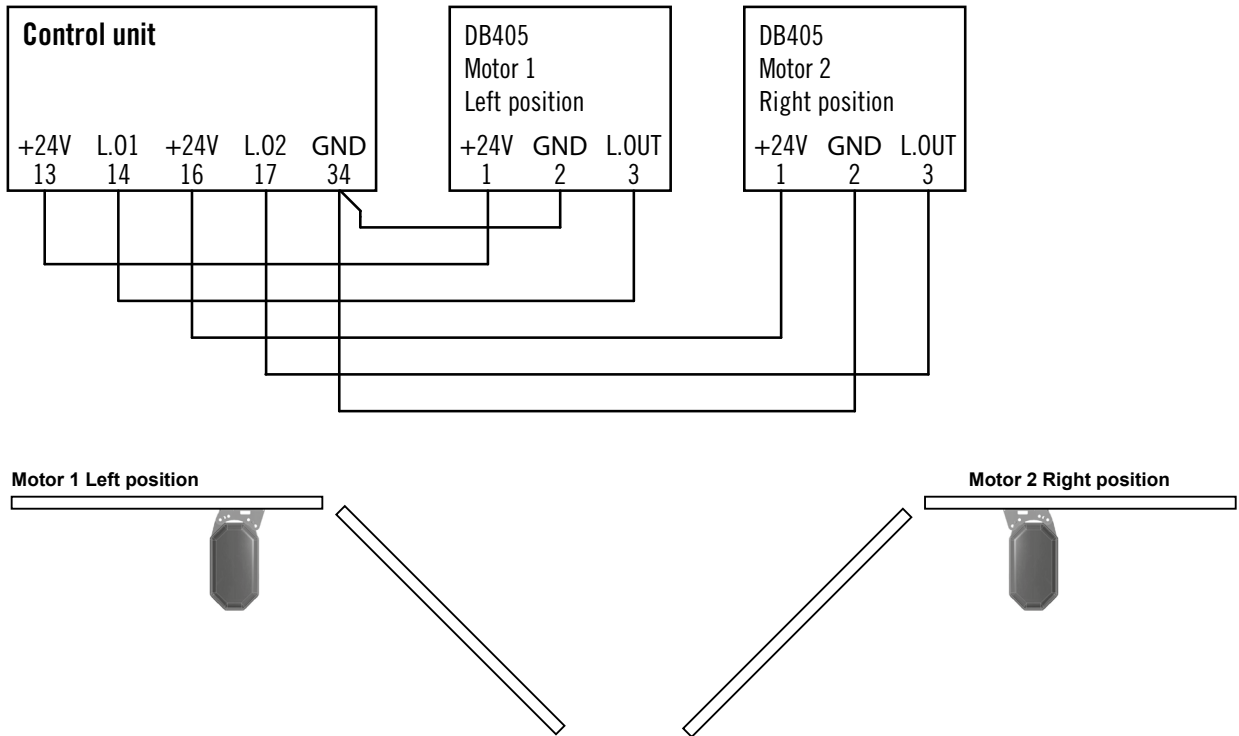 Control unit
+24V L.O1 +24V L.O2 GND
13 14 16 17 34
DB405
Motor 1
Left position
+24V GND L.OUT
1 2 3
DB405
Motor 2
Right position
+24V GND L.OUT
1 2 3
Motor 1 Left position
Motor 2 Right position